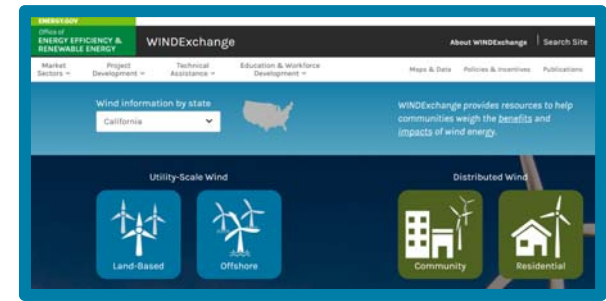 ENERGY.GOV
Office of
ENERGY EFFICIENCY &
RENEWABLE ENERGY
WINDExchange
About WINDExchange
Search Site
Market
Sectors
Project
Development
Technical
Assistance
Education & Workforce
Development
Maps & Data
Policies & Incentives
Publications
Wind information by state
California
WINDExchange provides resources to help
communities weigh the benefits and
impacts of wind energy.
Utility-Scale Wind
Distributed Wind
Land-Based
Offshore
Community
Residential